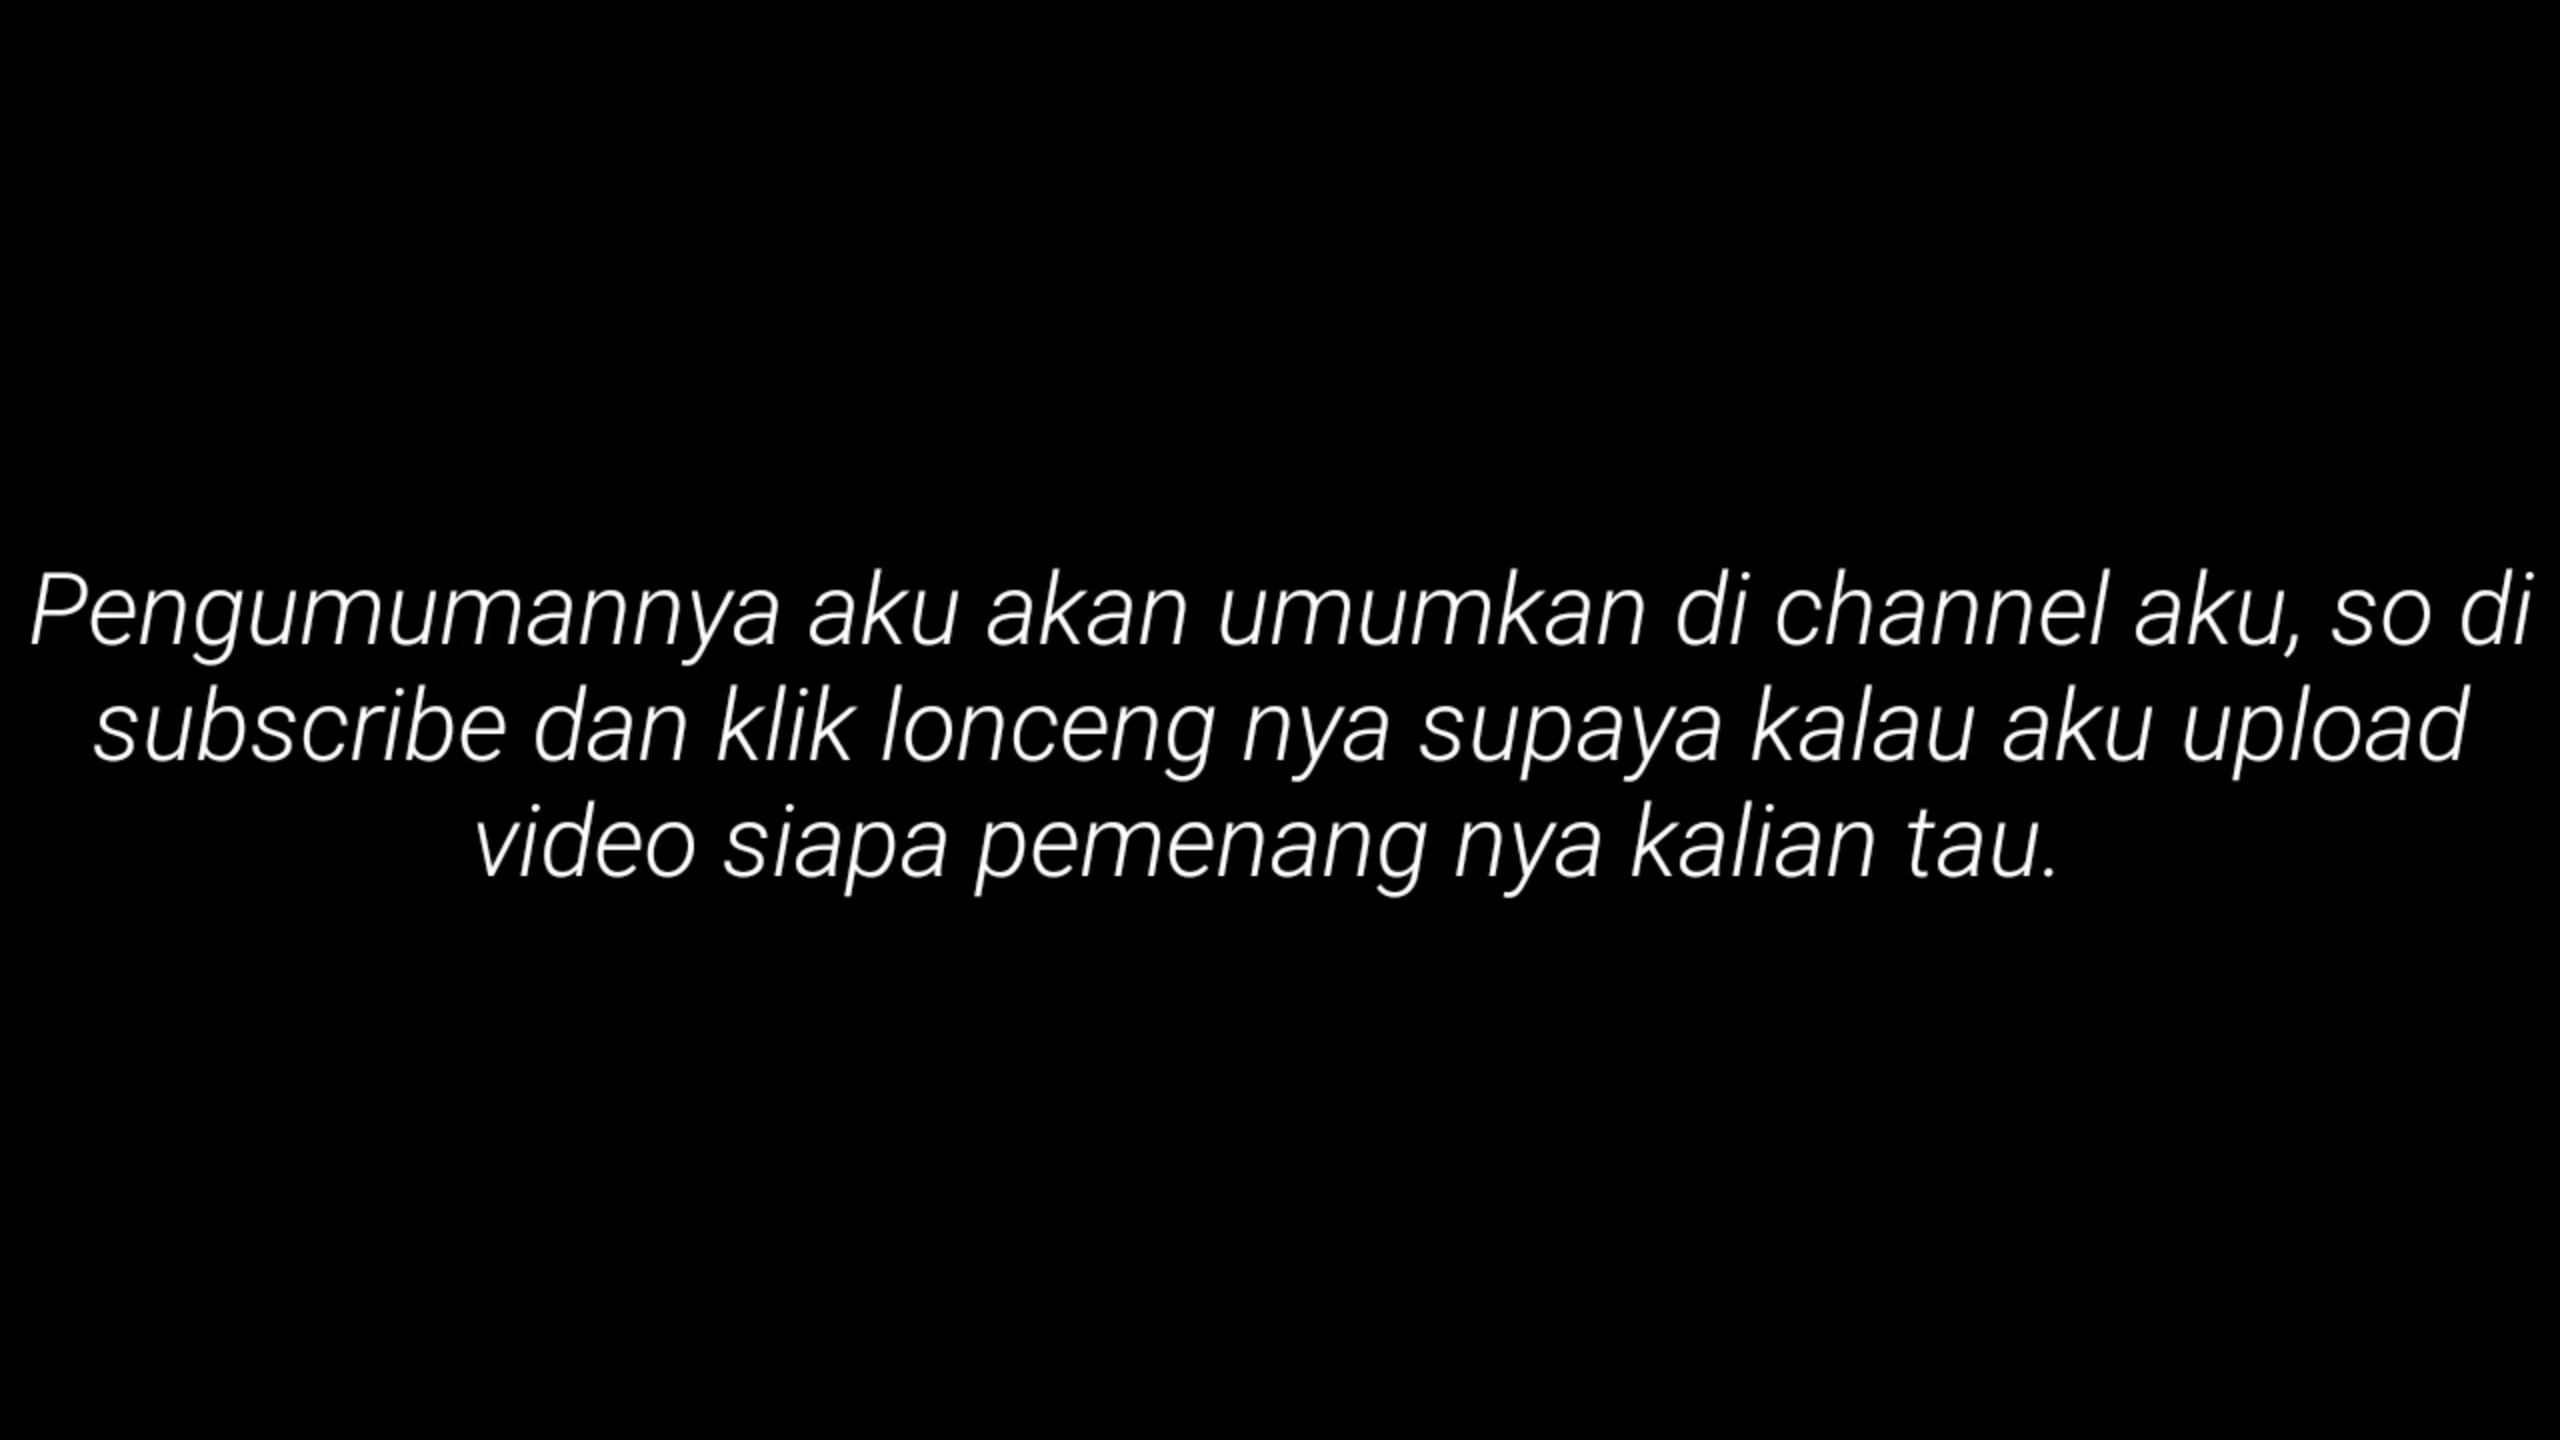 Pengumumannya aku akan umumkan di channel aku, so di
subscribe dan klik lonceng nya supaya kalau aku upload
video siapa pemenang nya kalian tau.